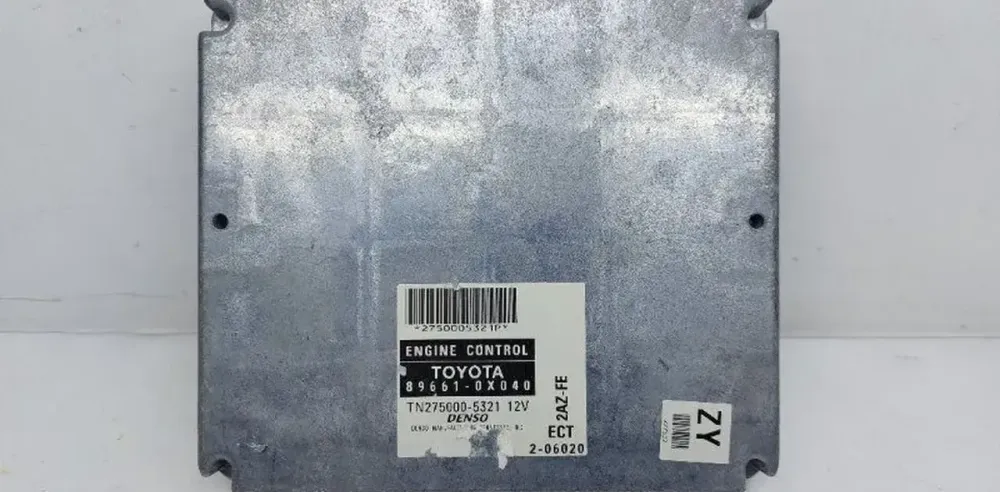 *2750005321P*
ENGINE CONTROL
TOYOTA
89661-0X040
TN275000-5321 12V
DENSO
2AZ-FE
ECT
2-06020
ZY